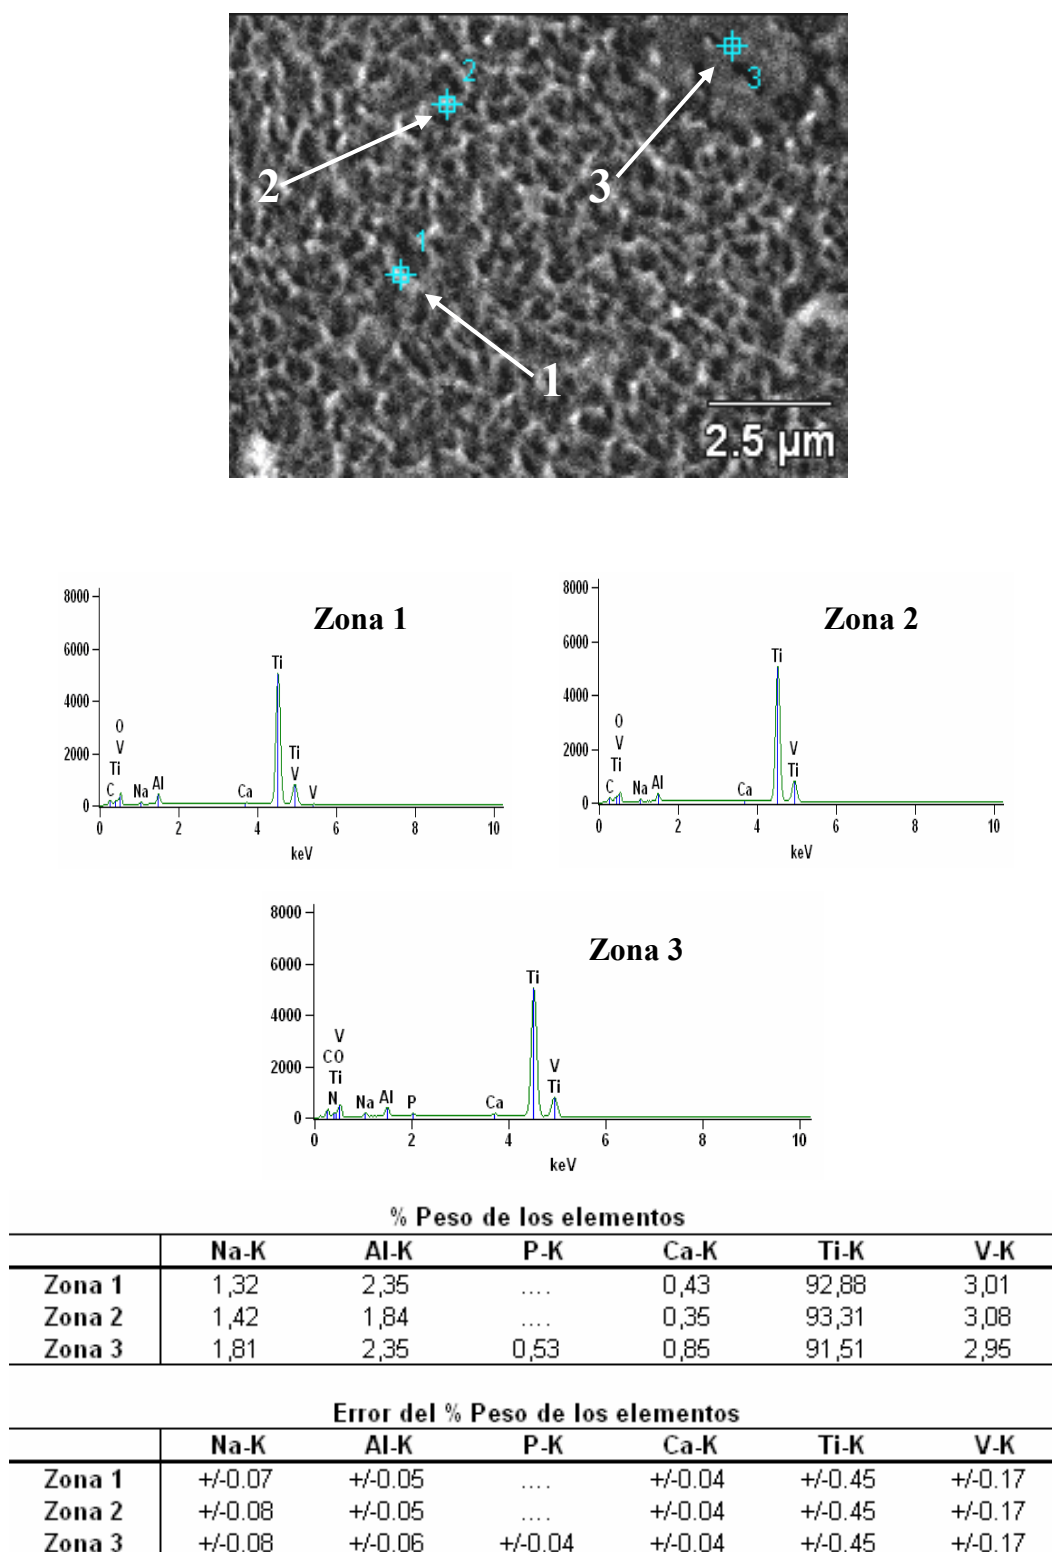 2
3
2
3
1
1
2.5 µm
Zona 1
8000
6000
4000
2000
0
Ti
O
V
Ti
C
Na
Al
Ca
Ti
V
V
0 2 4 6 8 10
keV
Zona 2
8000
6000
4000
2000
0
Ti
O
V
Ti
C
Na
Al
Ca
V
Ti
0 2 4 6 8 10
keV
Zona 3
8000
6000
4000
2000
0
Ti
V
CO
Ti
N
Na
Al
P
Ca
V
Ti
0 2 4 6 8 10
keV
% Peso de los elementos
Na-K Al-K P-K Ca-K Ti-K V-K
Zona 1 1,32 2,35 .... 0,43 92,88 3,01
Zona 2 1,42 1,84 .... 0,35 93,31 3,08
Zona 3 1,81 2,35 0,53 0,85 91,51 2,95
Error del % Peso de los elementos
Na-K Al-K P-K Ca-K Ti-K V-K
Zona 1 +/-0.07 +/-0.05 .... +/-0.04 +/-0.45 +/-0.17
Zona 2 +/-0.08 +/-0.05 .... +/-0.04 +/-0.45 +/-0.17
Zona 3 +/-0.08 +/-0.06 +/-0.04 +/-0.04 +/-0.45 +/-0.17